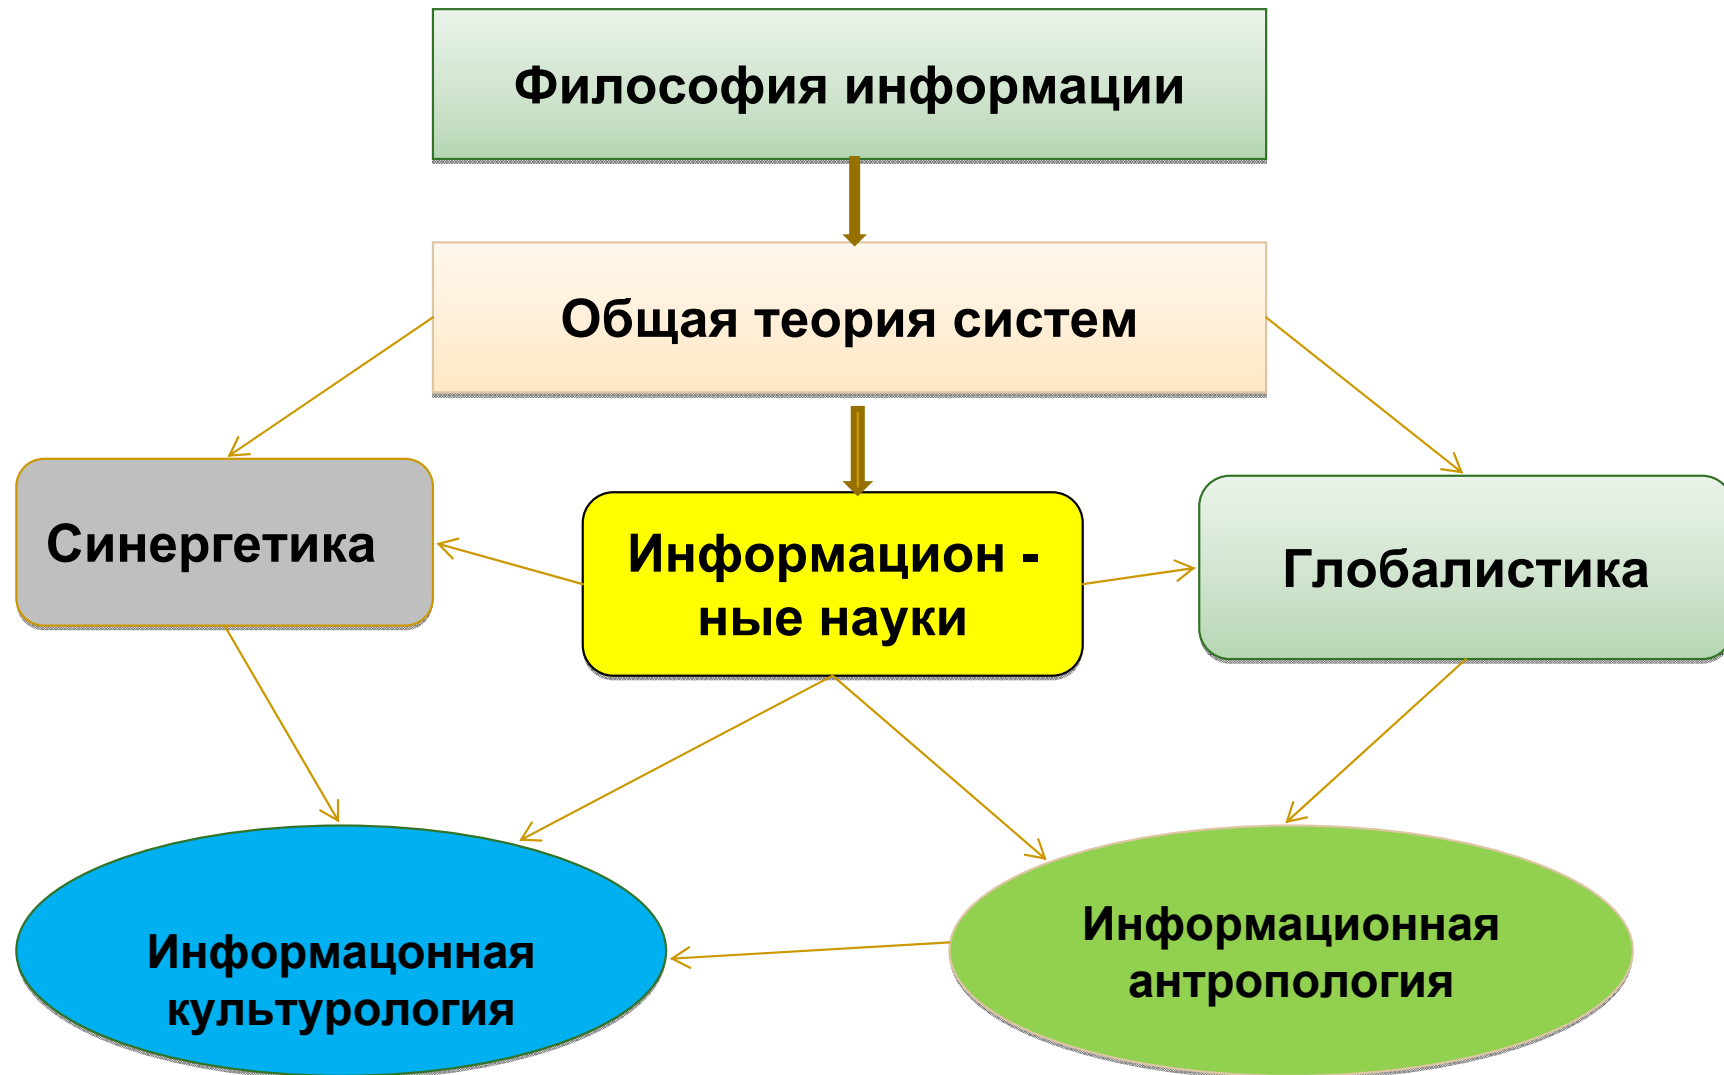 Философия информации
Общая теория систем
Синергетика
Информацион -
ные науки
Глобалистика
Информацонная
культурология
Информационная
антропология